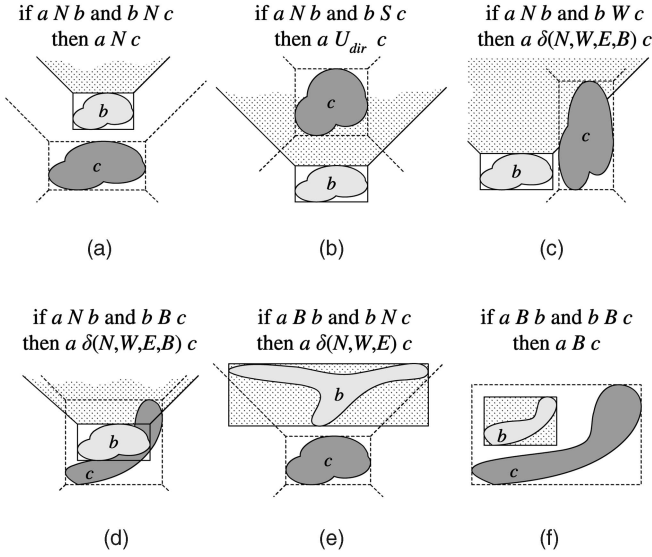 if a N b and b N c
then a N c
if a N b and b S c
then a U_dir c
if a N b and b W c
then a δ(N,W,E,B) c
b
c
(a)
c
b
(b)
c
b
(c)
if a N b and b B c
then a δ(N,W,E,B) c
if a B b and b N c
then a δ(N,W,E) c
if a B b and b B c
then a B c
b
c
(d)
b
c
(e)
b
c
(f)